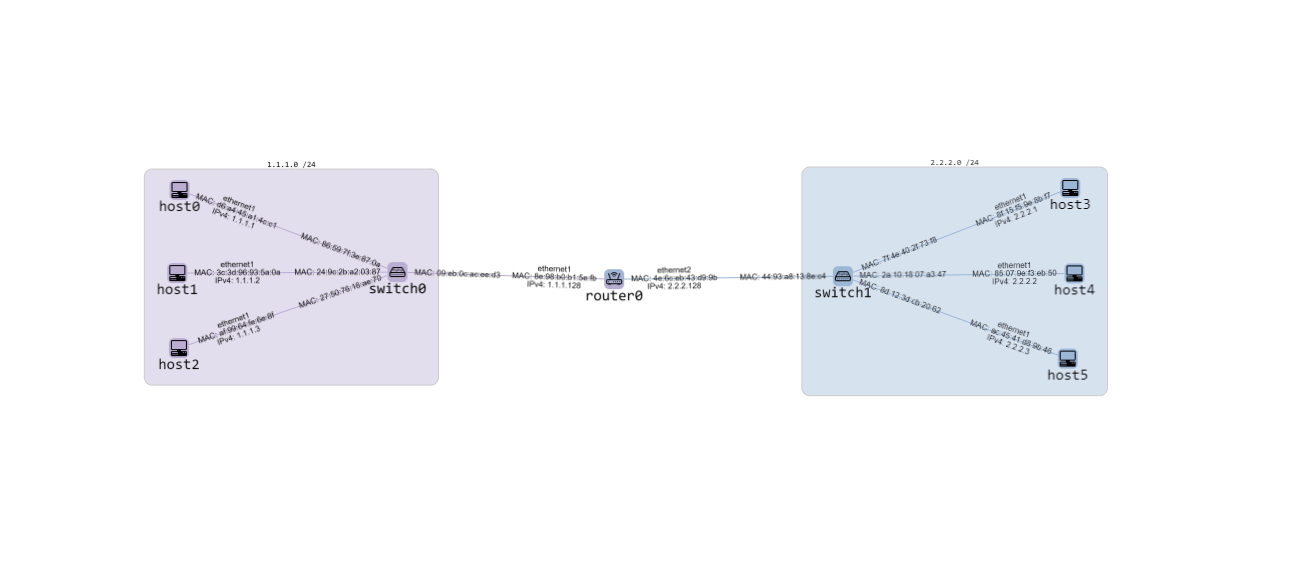 1.1.1.0 /24
host0
ethernet1
MAC: d6:a4:45:a1:4c:c1
IPv4: 1.1.1.1
MAC: 86:59:7f:3e:87:0a
host1
ethernet1
MAC: 3c:3d:96:93:5a:0a
IPv4: 1.1.1.2
MAC: 24:9c:2b:a2:03:87
host2
ethernet1
MAC: af:99:64:fe:6e:8f
IPv4: 1.1.1.3
MAC: 27:50:76:16:ae:70
switch0
MAC: 09:eb:0c:ac:ee:d3
ethernet1
MAC: 8e:98:b0:b1:5e:fb
IPv4: 1.1.1.128
router0
ethernet2
MAC: 4e:6c:eb:43:d9:9b
IPv4: 2.2.2.128
MAC: 44:93:a8:13:8e:c4
2.2.2.0 /24
switch1
MAC: 7f:4e:40:2f:73:f8
ethernet1
MAC: 8f:15:f5:9e:8b:f7
IPv4: 2.2.2.1
host3
MAC: 2a:10:18:07:a3:47
ethernet1
MAC: 85:07:9e:f3:eb:50
IPv4: 2.2.2.2
host4
MAC: 8d:12:3d:cb:20:62
ethernet1
MAC: ac:45:41:d8:9b:46
IPv4: 2.2.2.3
host5